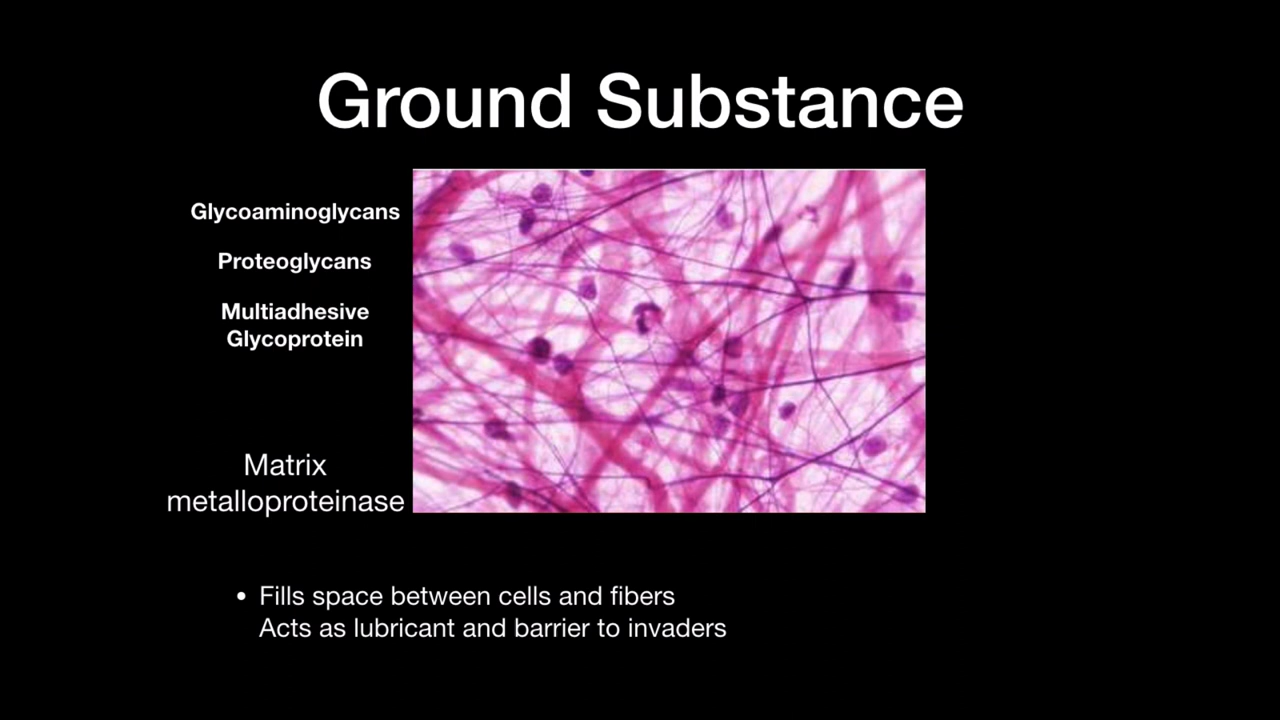 Ground Substance
Glycoaminoglycans
Proteoglycans
Multiadhesive
Glycoprotein
Matrix
metalloproteinase
• Fills space between cells and fibers
Acts as lubricant and barrier to invaders